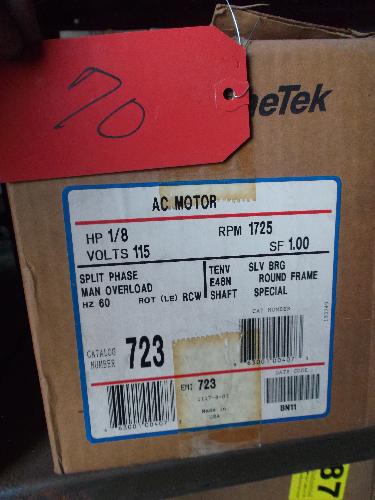 70
neTek
AC MOTOR
HP 1/8 RPM 1725
VOLTS 115 SF 1.00
SPLIT PHASE TENV SLV BRG
MAN OVERLOAD E48N ROUND FRAME
HZ 60 ROT (LE) RCW SHAFT SPECIAL
CAT NUMBER
CATALOG
NUMBER 723
EMI 723
DATE CODE
Made in
USA
BN11
87